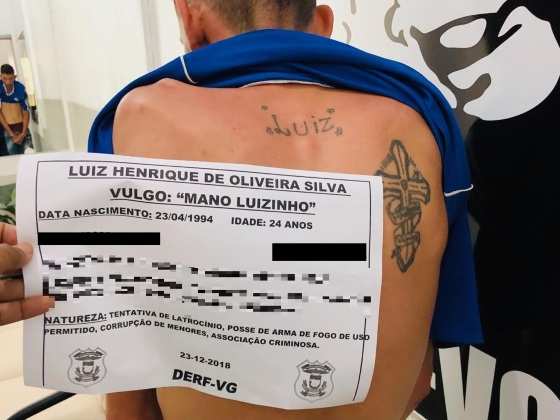 Luiz
LUIZ HENRIQUE DE OLIVEIRA SILVA
VULGO: “MANO LUIZINHO”
DATA NASCIMENTO: 23/04/1994 IDADE: 24 ANOS
NATUREZA: TENTATIVA DE LATROCÍNIO, POSSE DE ARMA DE FOGO DE USO
PERMITIDO, CORRUPÇÃO DE MENORES, ASSOCIAÇÃO CRIMINOSA.
23-12-2018
DERF-VG